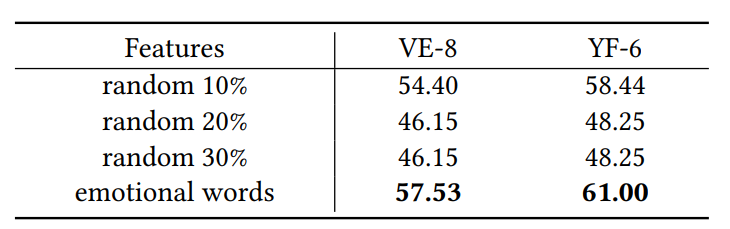 Features VE-8 YF-6
random 10% 54.40 58.44
random 20% 46.15 48.25
random 30% 46.15 48.25
emotional words 57.53 61.00